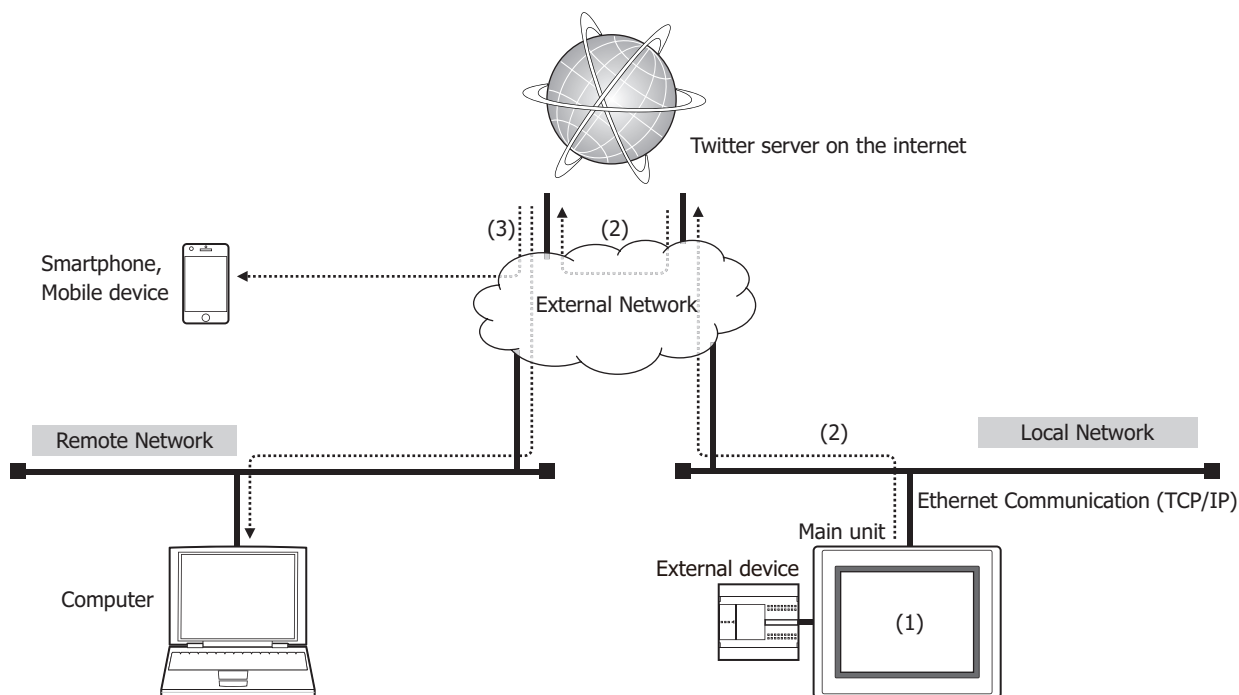 Twitter server on the internet
(3)
(2)
Smartphone,
Mobile device
External Network
Remote Network
(2)
Local Network
Ethernet Communication (TCP/IP)
Main unit
External device
Computer
(1)